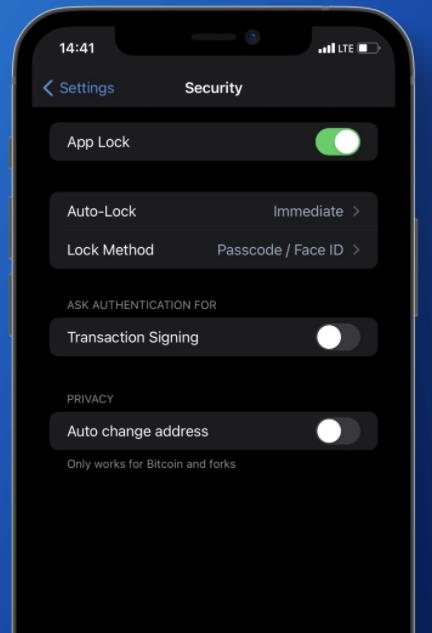 14:41
LTE
Settings
Security
App Lock
Auto-Lock Immediate
Lock Method Passcode / Face ID
ASK AUTHENTICATION FOR
Transaction Signing
PRIVACY
Auto change address
Only works for Bitcoin and forks